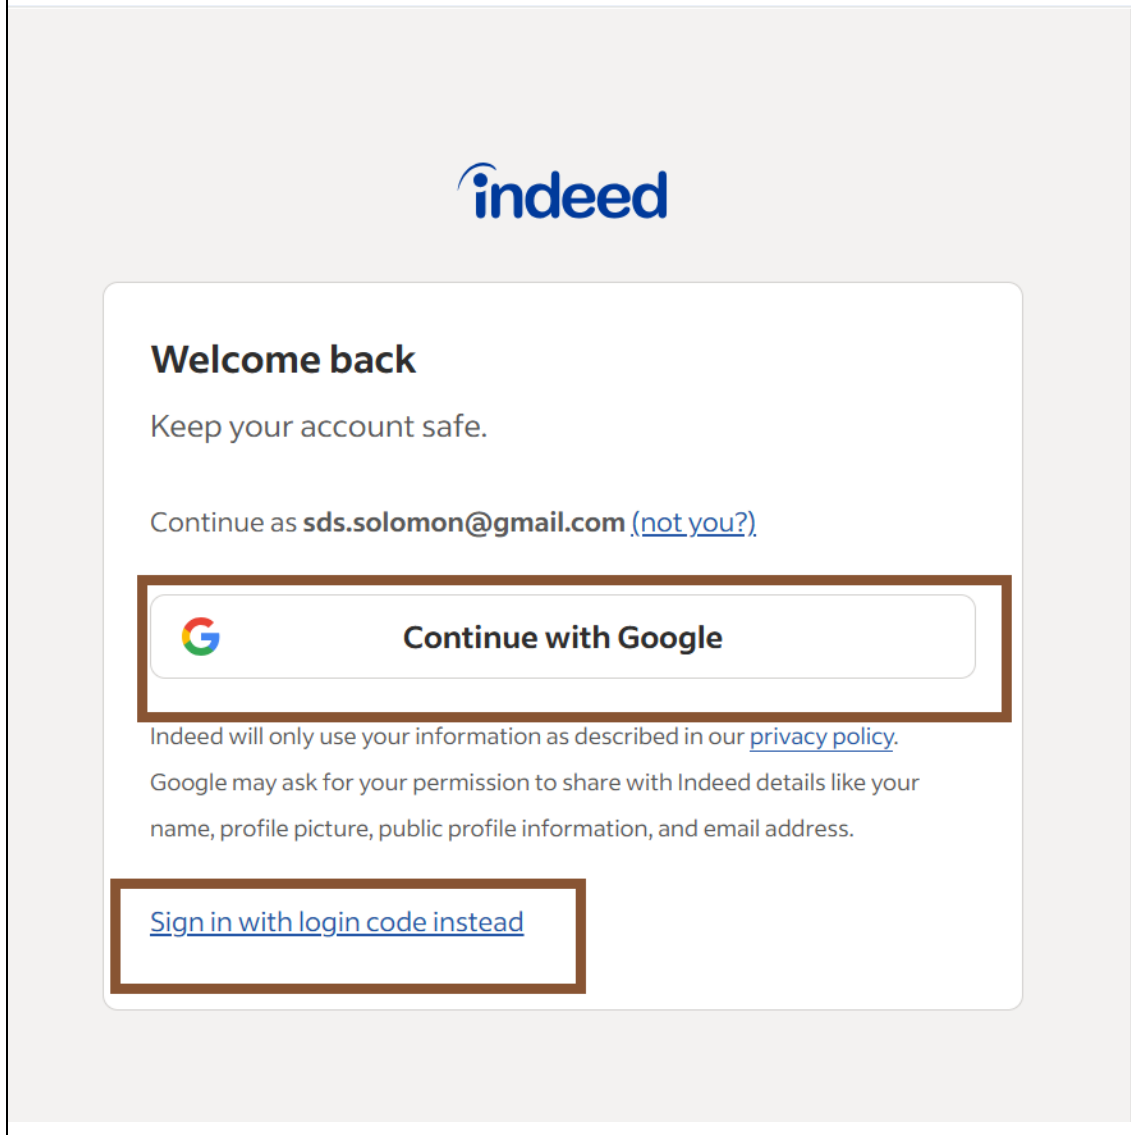 indeed
Welcome back
Keep your account safe.
Continue as sds.solomon@gmail.com (not you?)
Continue with Google
Indeed will only use your information as described in our privacy policy.
Google may ask for your permission to share with Indeed details like your
name, profile picture, public profile information, and email address.
Sign in with login code instead